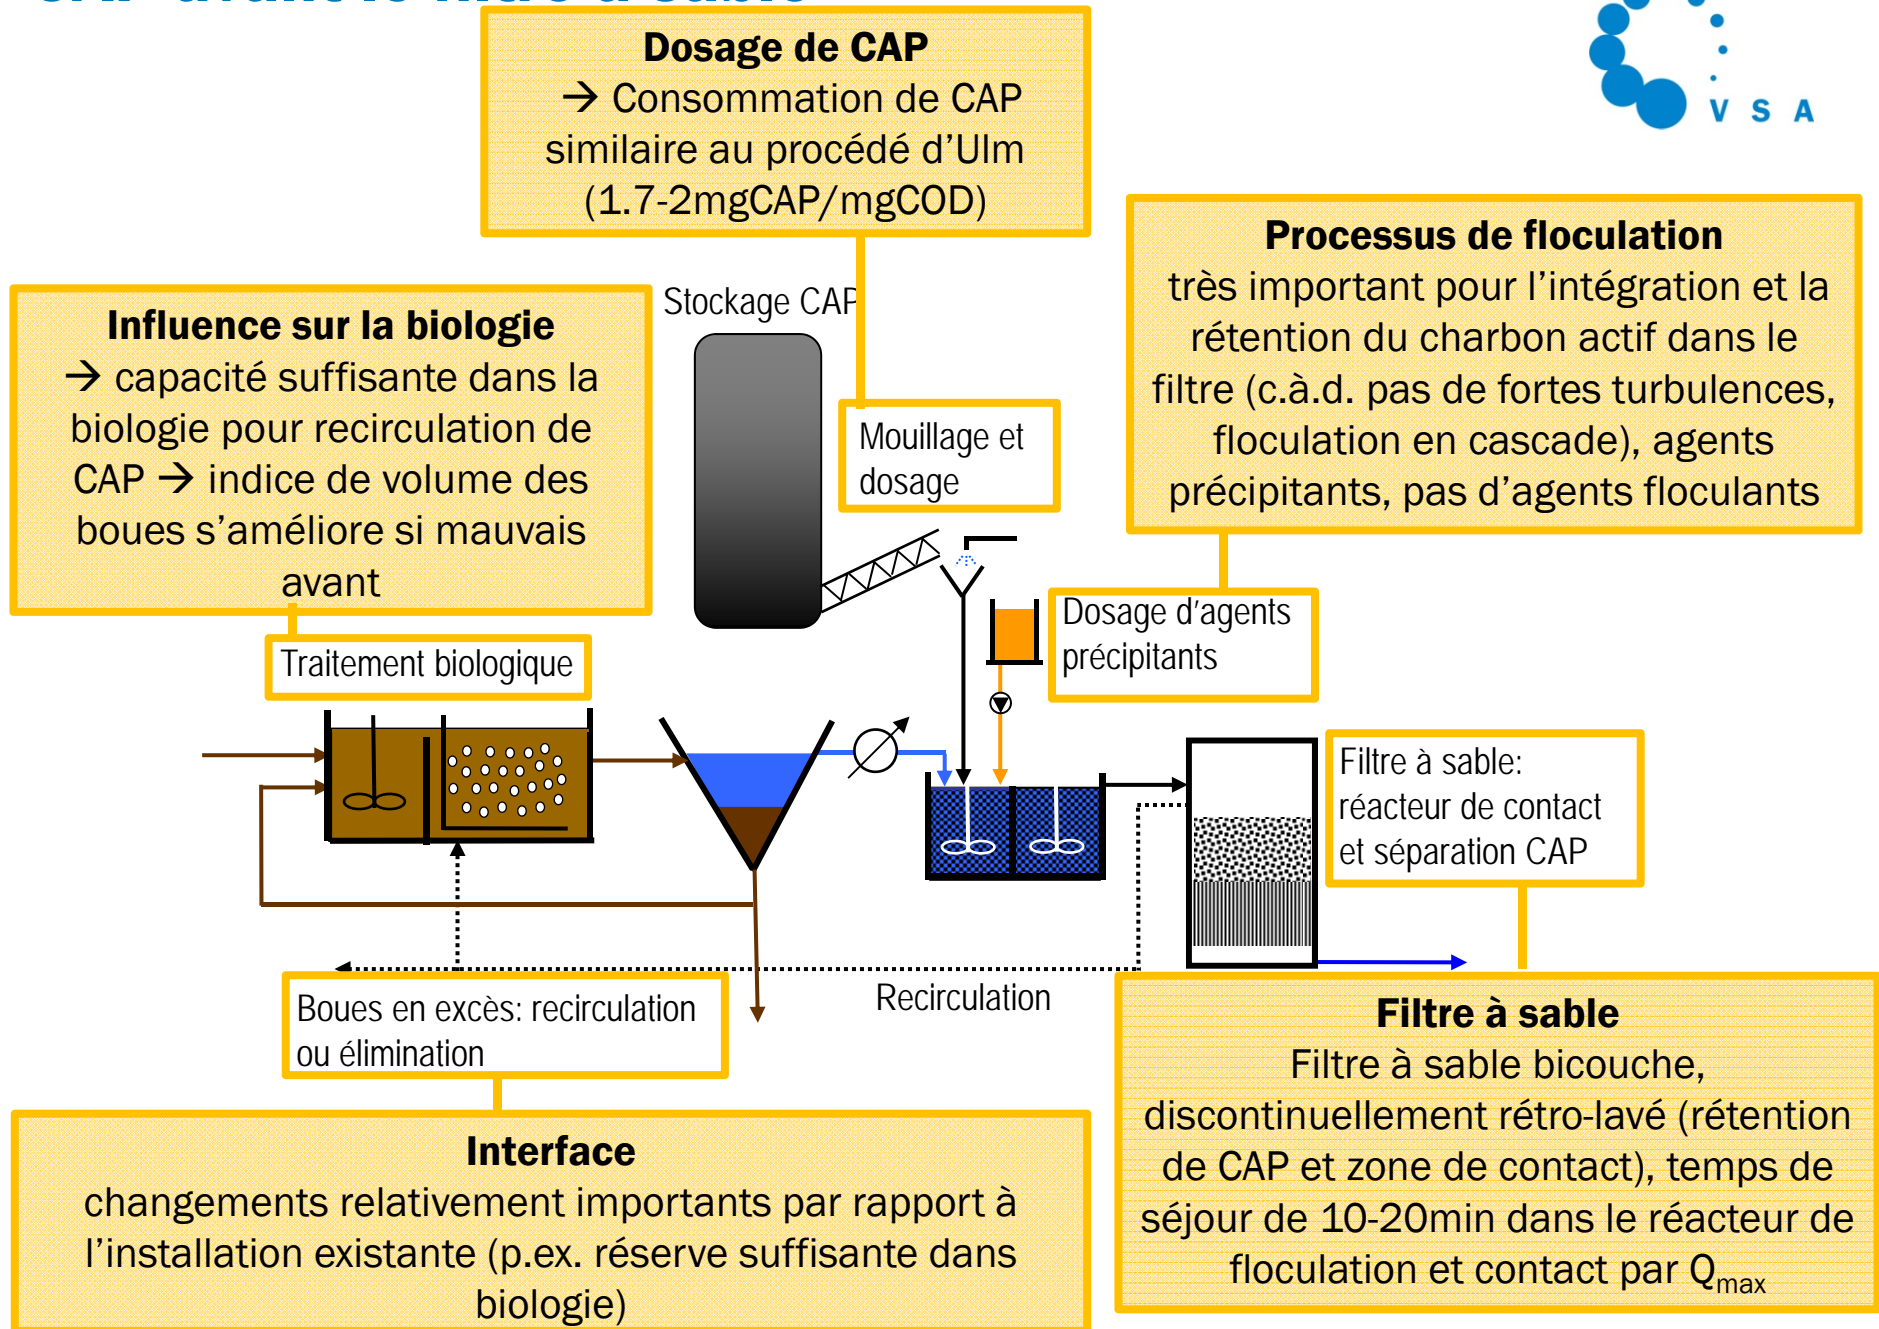 CAP avant le filtre à sable
V S A
Dosage de CAP
→ Consommation de CAP
similaire au procédé d’Ulm
(1.7-2mgCAP/mgCOD)
Processus de floculation
très important pour l’intégration et la
rétention du charbon actif dans le
filtre (c.à.d. pas de fortes turbulences,
floculation en cascade), agents
précipitants, pas d’agents floculants
Influence sur la biologie
→ capacité suffisante dans la
biologie pour recirculation de
CAP → indice de volume des
boues s’améliore si mauvais
avant
Stockage CAP
Mouillage et
dosage
Dosage d’agents
précipitants
Traitement biologique
Filtre à sable:
réacteur de contact
et séparation CAP
Boues en excès: recirculation
ou élimination
Recirculation
Interface
changements relativement importants par rapport à
l’installation existante (p.ex. réserve suffisante dans
biologie)
Filtre à sable
Filtre à sable bicouche,
discontinuellement rétro-lavé (rétention
de CAP et zone de contact), temps de
séjour de 10-20min dans le réacteur de
floculation et contact par Qmax